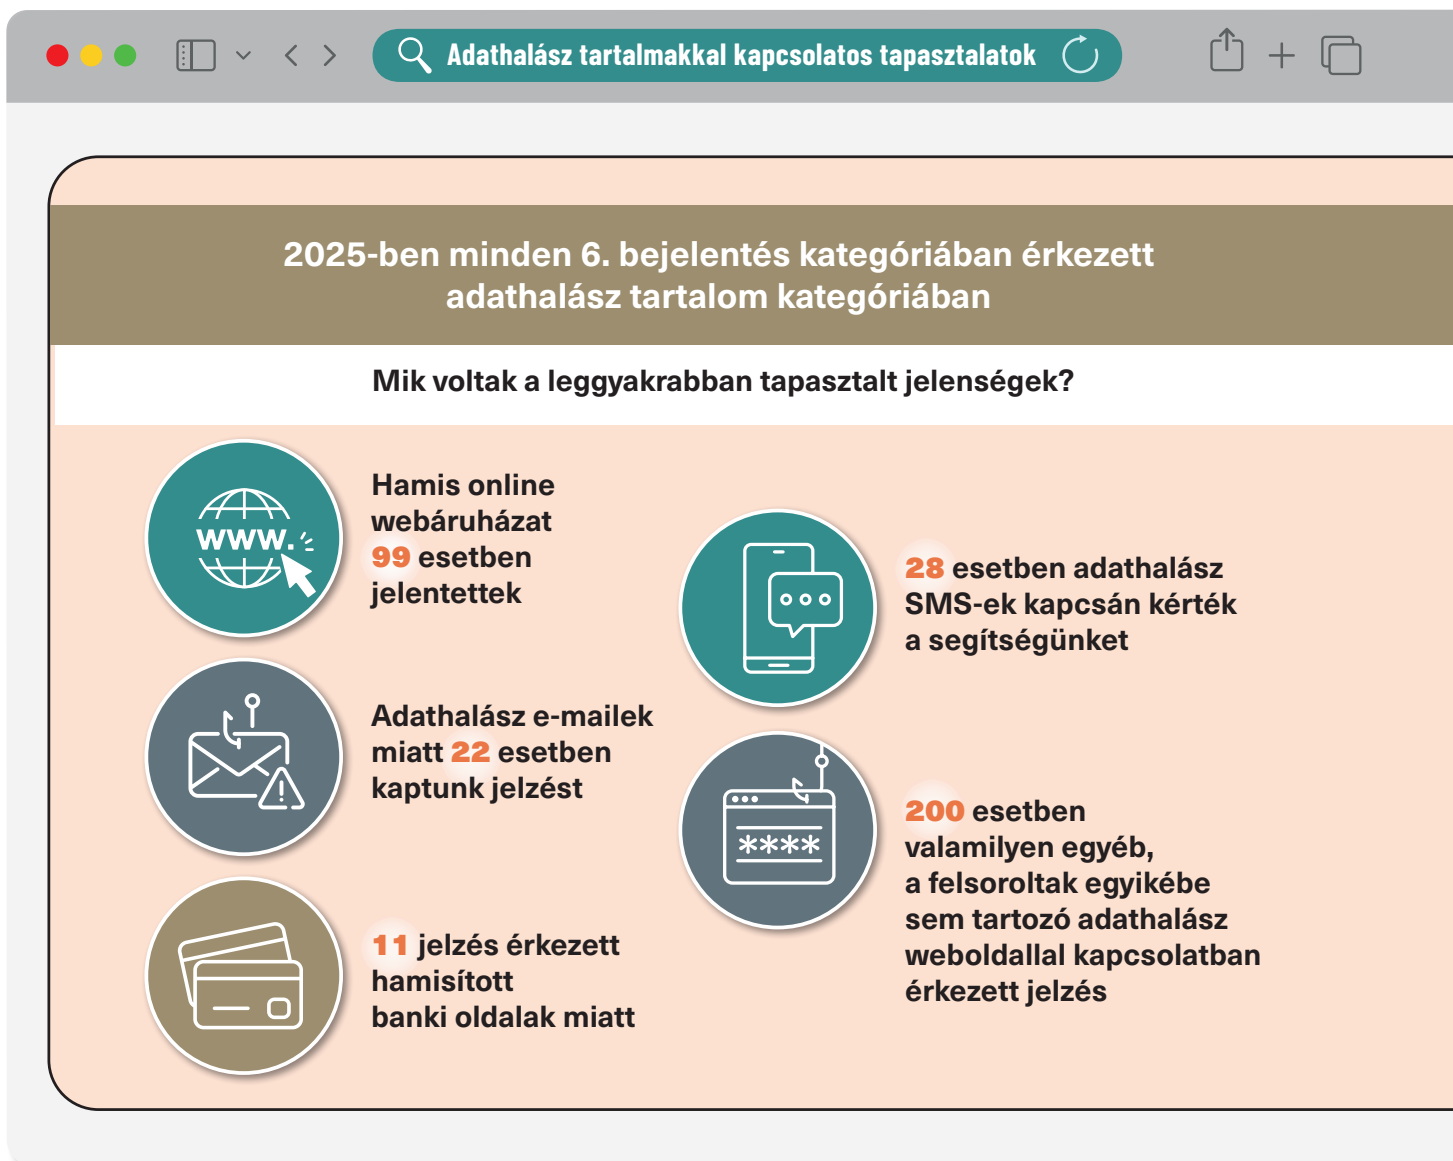 Adathalász tartalmakkal kapcsolatos tapasztalatok
2025-ben minden 6. bejelentés kategóriában érkezett
adathalász tartalom kategóriában
Mik voltak a leggyakrabban tapasztalt jelenségek?
www.
Hamis online
webáruházat
99 esetben
jelentettek
Adathalász e-mailek
miatt 22 esetben
kaptunk jelzést
11 jelzés érkezett
hamisított
banki oldalak miatt
28 esetben adathalász
SMS-ek kapcsán kérték
a segítségünket
****
200 esetben
valamilyen egyéb,
a felsoroltak egyikébe
sem tartozó adathalász
weboldallal kapcsolatban
érkezett jelzés